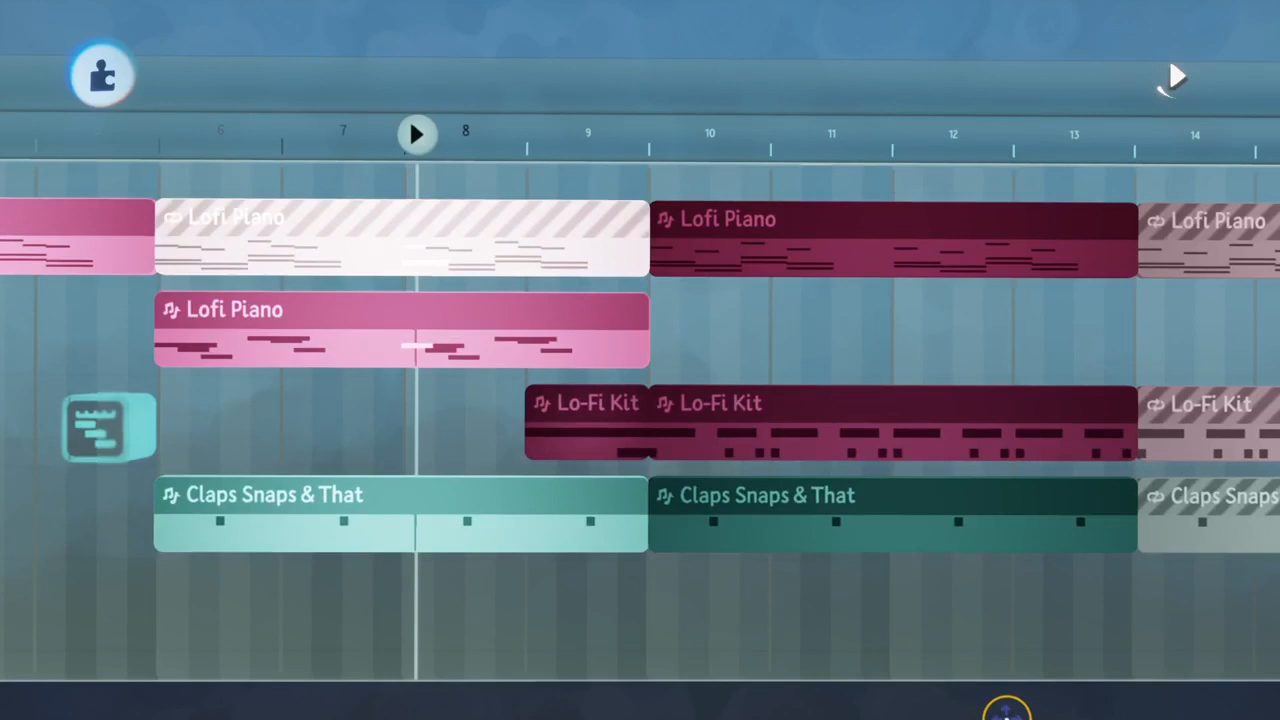 6 7 8 9 10 11 12 13 14
Lofi Piano Lofi Piano Lofi Piano
Lofi Piano
Lo-Fi Kit Lo-Fi Kit Lo-Fi Kit
Claps Snaps & That Claps Snaps & That Claps Snaps